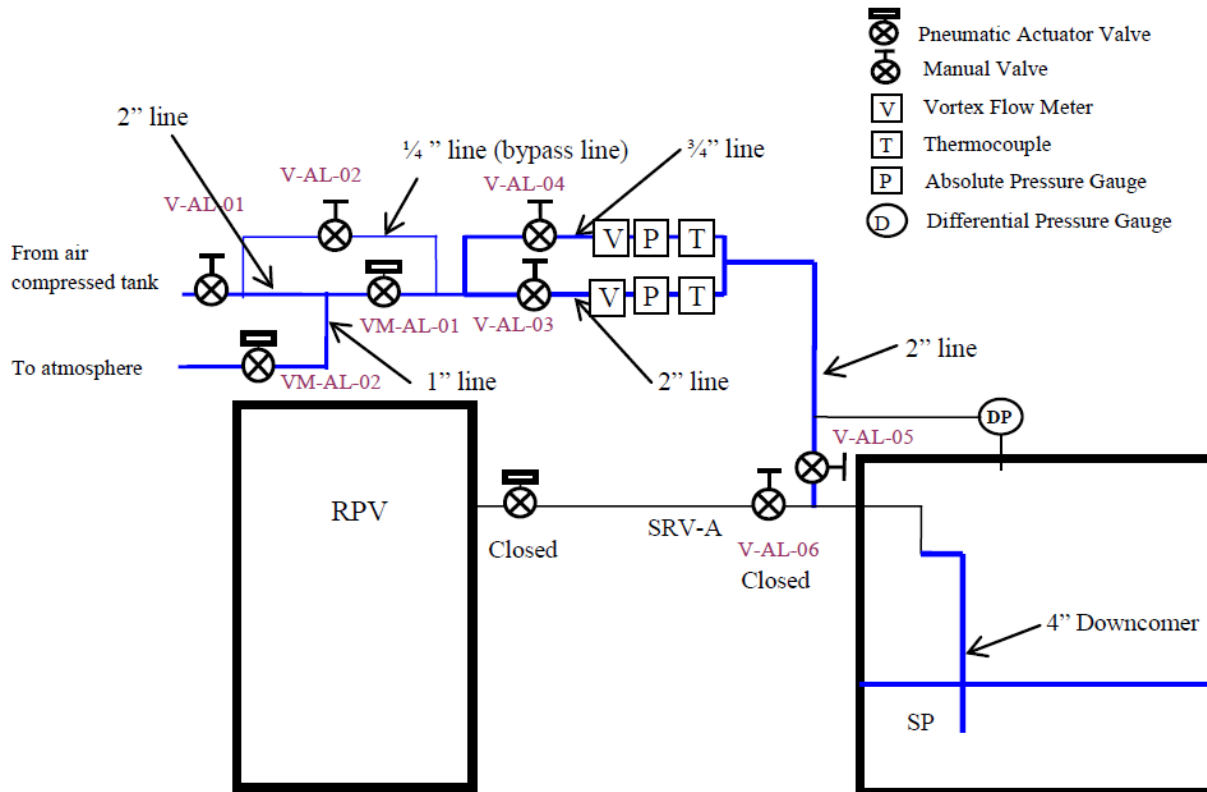 Pneumatic Actuator Valve
Manual Valve
V Vortex Flow Meter
T Thermocouple
P Absolute Pressure Gauge
D Differential Pressure Gauge
2” line
¼ ” line (bypass line)
¾” line
V-AL-02
V-AL-04
V-AL-01
From air
compressed tank
V P T
V P T
VM-AL-01
V-AL-03
To atmosphere
VM-AL-02
1” line
2” line
2” line
DP
V-AL-05
RPV
Closed
SRV-A
V-AL-06
Closed
4” Downcomer
SP